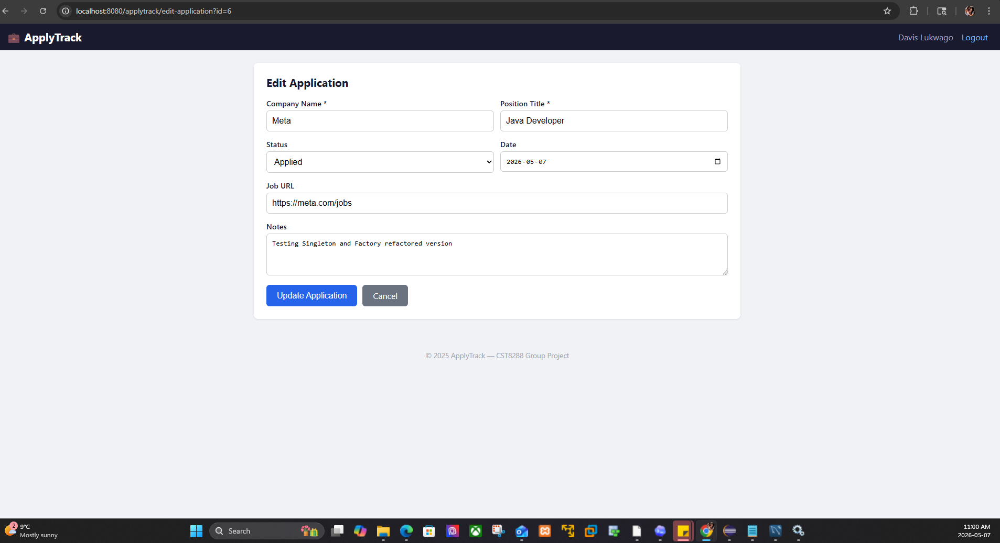 localhost:8080/applytrack/edit-application?id=6
ApplyTrack
Davis Lukwago Logout
Edit Application
Company Name * Position Title *
Meta Java Developer
Status Date
Applied 2026-05-07
Job URL
https://meta.com/jobs
Notes
Testing Singleton and Factory refactored version
Update Application Cancel
© 2025 ApplyTrack — CST8288 Group Project
2
9°C
Mostly sunny
Search
11:00 AM
2026-05-07